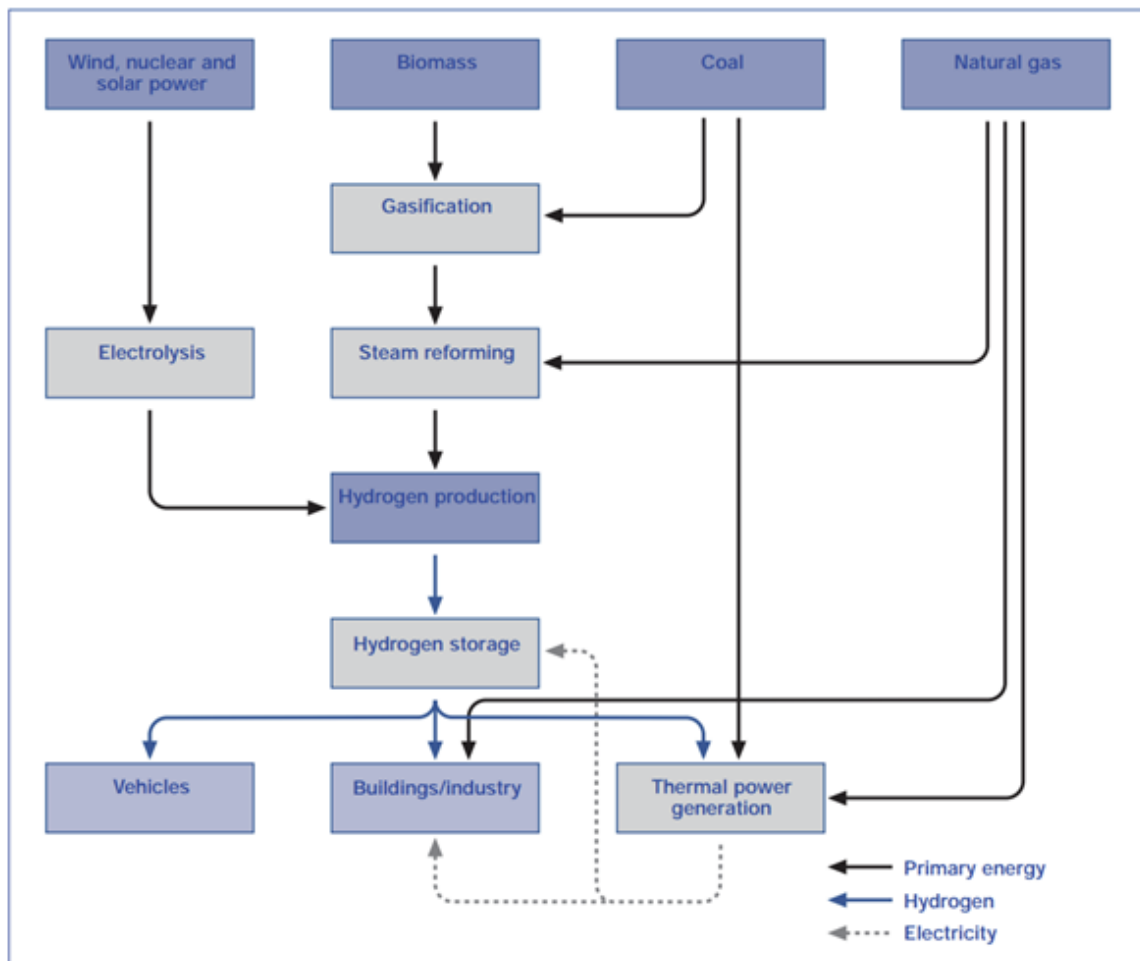 Wind, nuclear and
solar power
Biomass
Coal
Natural gas
Gasification
Electrolysis
Steam reforming
Hydrogen production
Hydrogen storage
Vehicles
Buildings/industry
Thermal power
generation
Primary energy
Hydrogen
Electricity